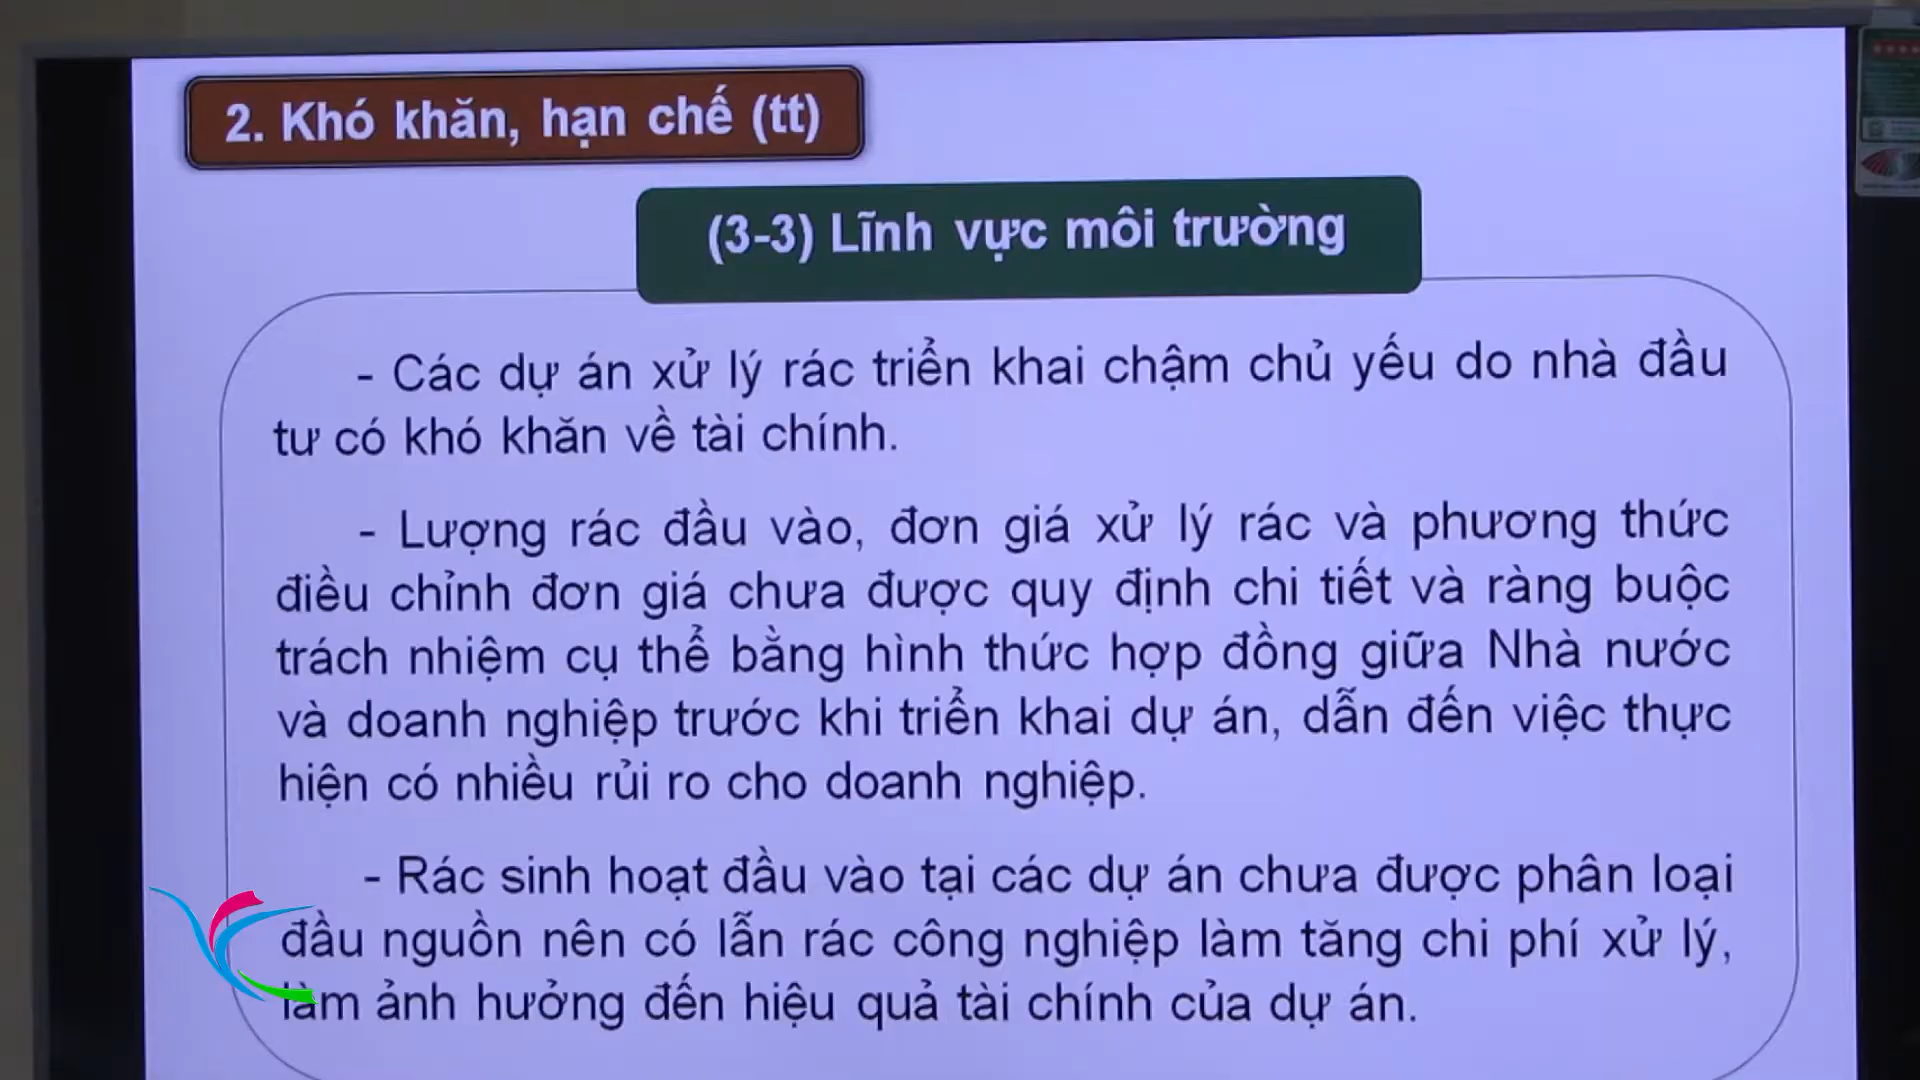 2. Khó khăn, hạn chế (tt)
(3-3) Lĩnh vực môi trường
- Các dự án xử lý rác triển khai chậm chủ yếu do nhà đầu
tư có khó khăn về tài chính.
- Lượng rác đầu vào, đơn giá xử lý rác và phương thức
điều chỉnh đơn giá chưa được quy định chi tiết và ràng buộc
trách nhiệm cụ thể bằng hình thức hợp đồng giữa Nhà nước
và doanh nghiệp trước khi triển khai dự án, dẫn đến việc thực
hiện có nhiều rủi ro cho doanh nghiệp.
- Rác sinh hoạt đầu vào tại các dự án chưa được phân loại
đầu nguồn nên có lẫn rác công nghiệp làm tăng chi phí xử lý,
làm ảnh hưởng đến hiệu quả tài chính của dự án.